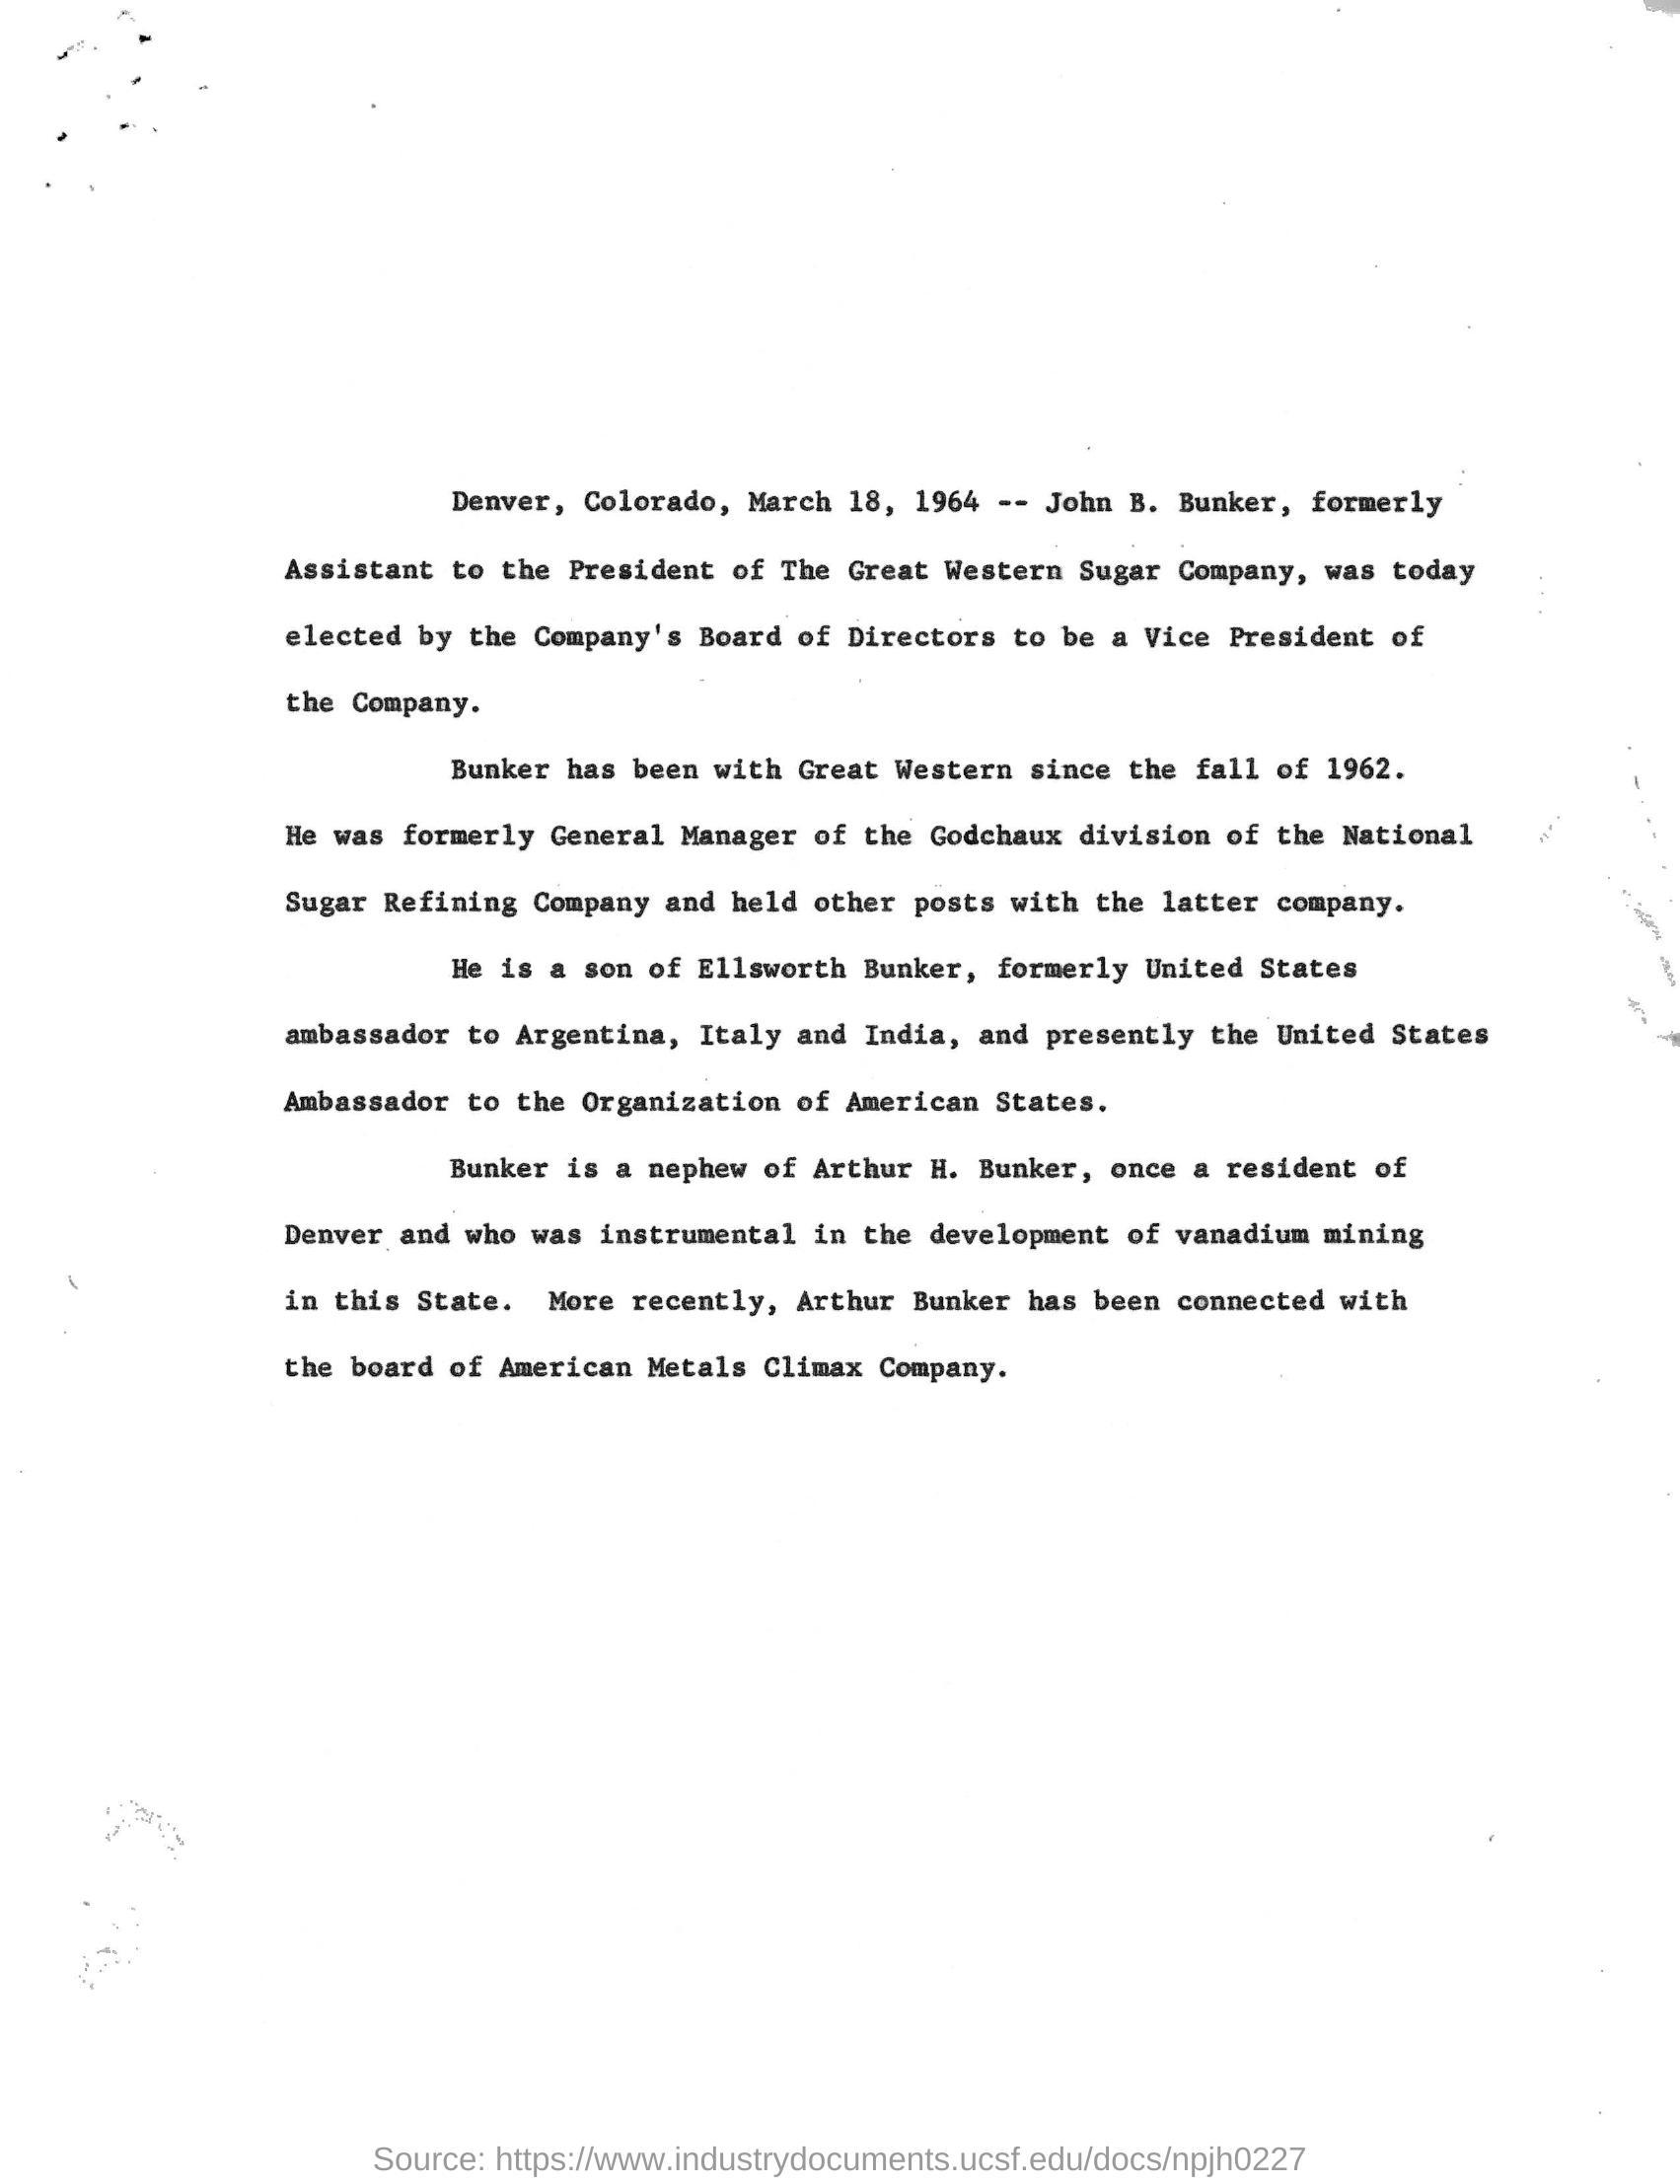 Denver, Colorado, March 18, 1964 -- John B. Bunker, formerly
Assistant to the President of The Great Western Sugar Company, was today
elected by the Company's Board of Directors to be a Vice President of
the Company.
Bunker has been with Great Western since the fall of 1962.
He was formerly General Manager of the Godchaux division of the National
Sugar Refining Company and held other posts with the latter company.
He is a son of Ellsworth Bunker, formerly United States
ambassador to Argentina, Italy and India, and presently the United States
Ambassador to the Organization of American States.
Bunker is a nephew of Arthur H. Bunker, once a resident of
Denver and who was instrumental in the development of vanadium mining
in this State. More recently, Arthur Bunker has been connected with
the board of American Metals Climax Company.
Source: https://www.industrydocuments.ucsf.edu/docs/npjh0227